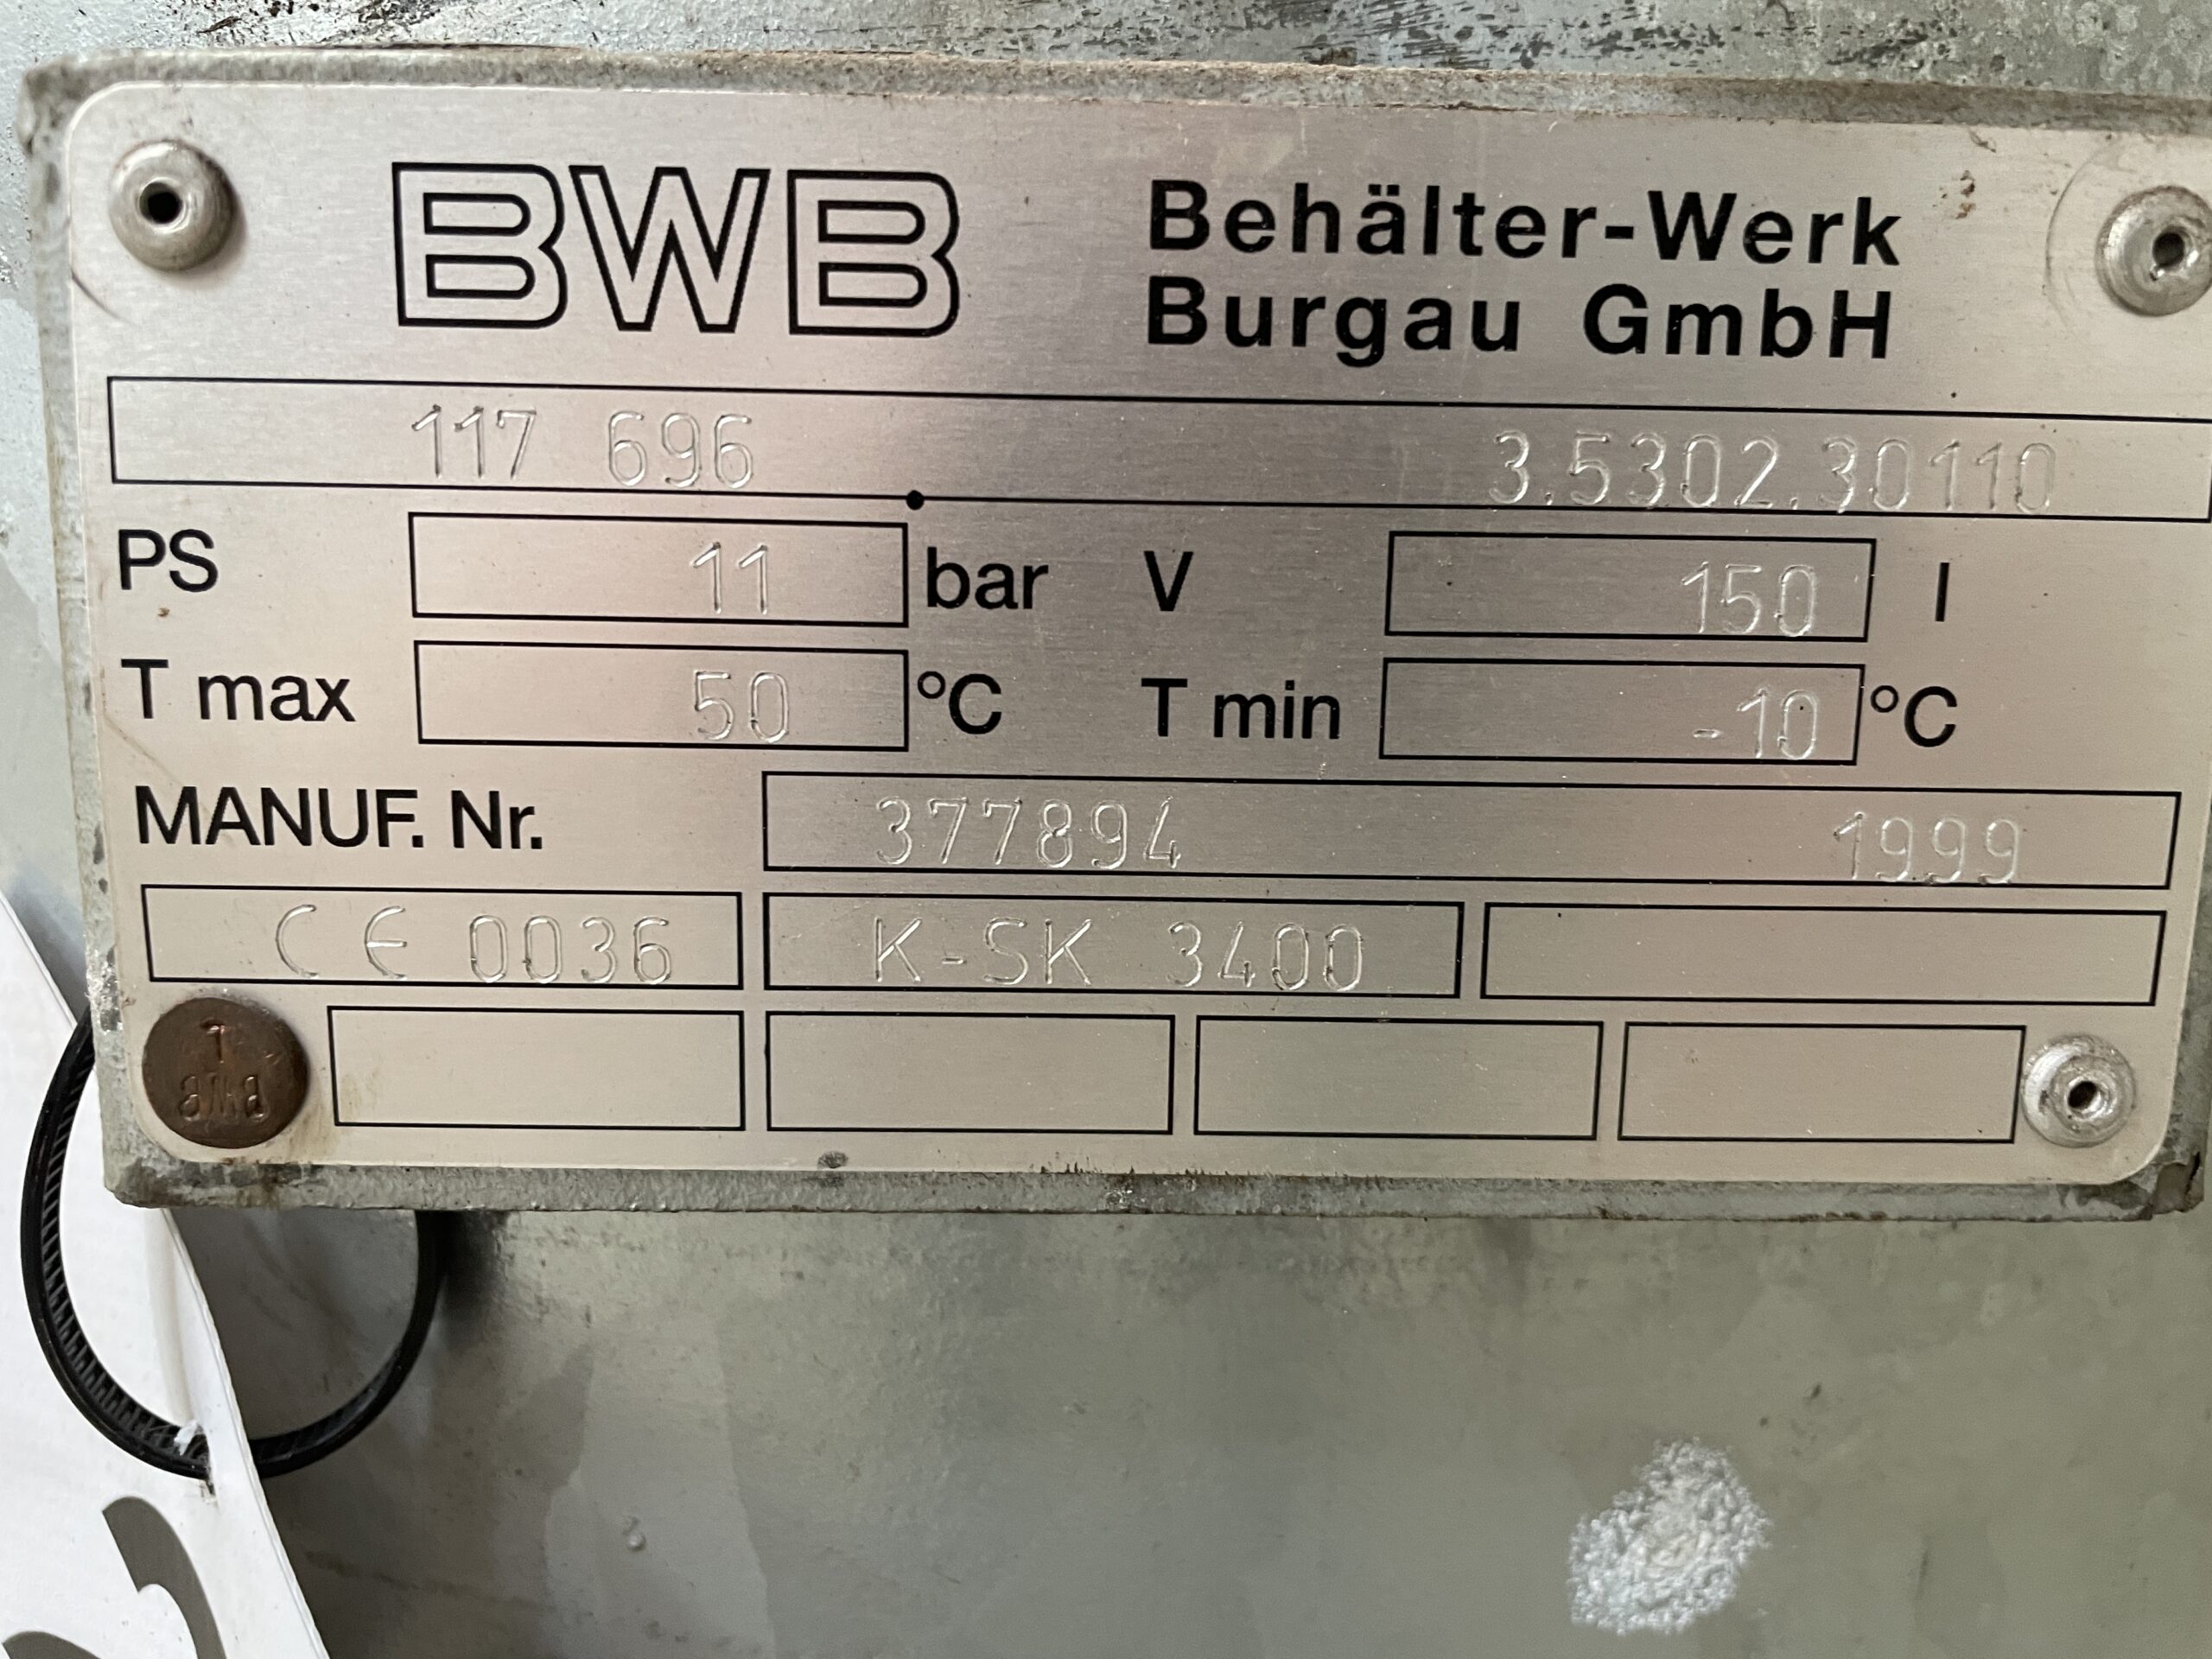 BWB Behälter-Werk
Burgau GmbH
117 696 3.5302.30110
PS 11 bar V 150 l
T max 50 °C T min -10 °C
MANUF. Nr. 377894 1999
CE 0036 K-SK 3400